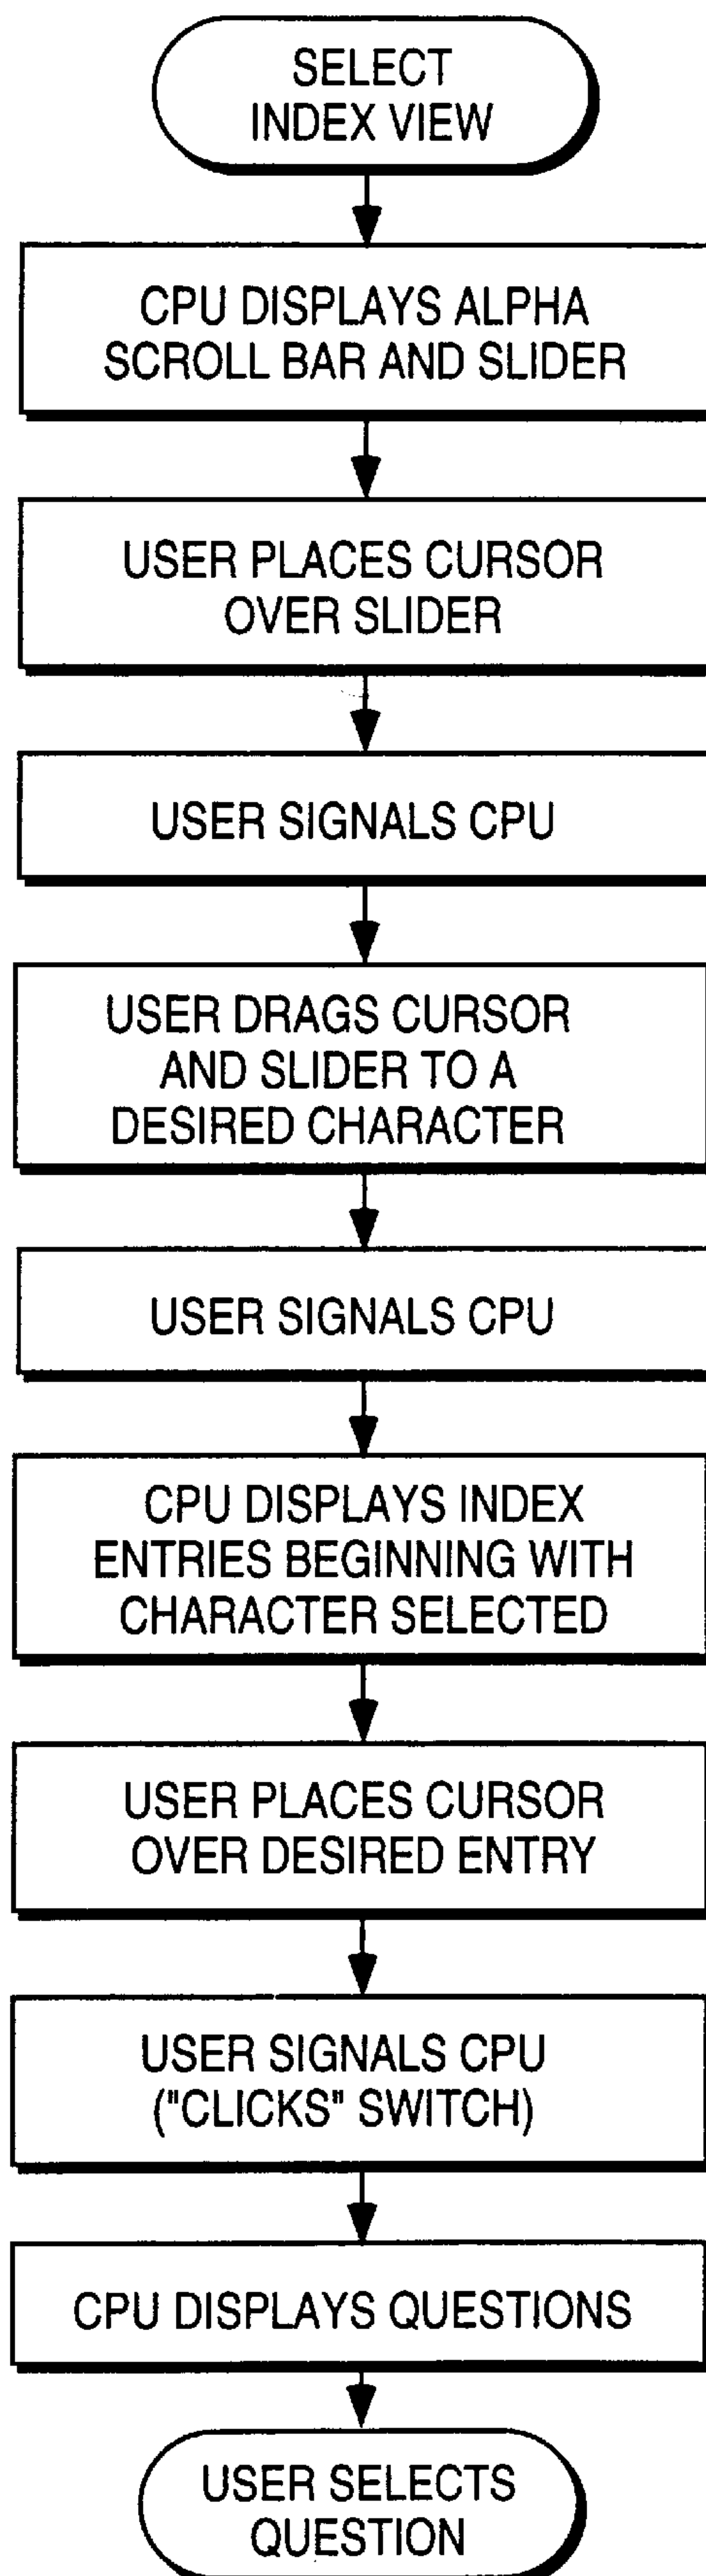 SELECT
INDEX VIEW
CPU DISPLAYS ALPHA
SCROLL BAR AND SLIDER
USER PLACES CURSOR
OVER SLIDER
USER SIGNALS CPU
USER DRAGS CURSOR
AND SLIDER TO A
DESIRED CHARACTER
USER SIGNALS CPU
CPU DISPLAYS INDEX
ENTRIES BEGINNING WITH
CHARACTER SELECTED
USER PLACES CURSOR
OVER DESIRED ENTRY
USER SIGNALS CPU
("CLICKS" SWITCH)
CPU DISPLAYS QUESTIONS
USER SELECTS
QUESTION